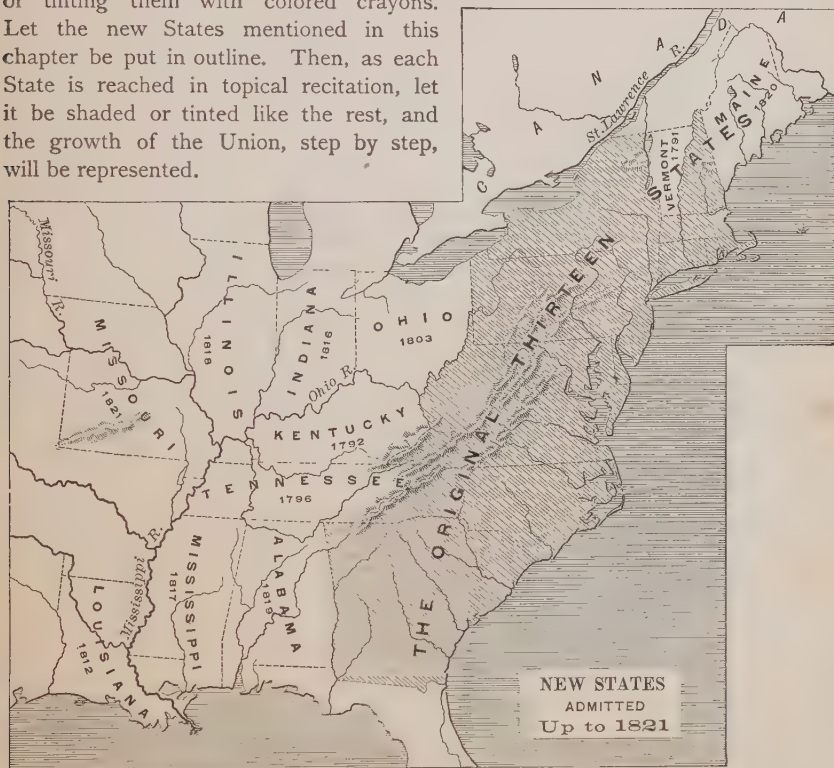 or tinting them with colored crayons.
Let the new States mentioned in this
chapter be put in outline. Then, as each
State is reached in topical recitation, let
it be shaded or tinted like the rest, and
the growth of the Union, step by step,
will be represented.
CANADA
St. Lawrence R.
MAINE
1820
VERMONT
1791
THE ORIGINAL THIRTEEN STATES
Missouri R.
MISSOURI
1821
ILLINOIS
1818
INDIANA
1816
OHIO
1803
Ohio R.
KENTUCKY
1792
TENNESSEE
1796
Mississippi R.
MISSISSIPPI
1817
ALABAMA
1819
LOUISIANA
1812
NEW STATES
ADMITTED
Up to 1821